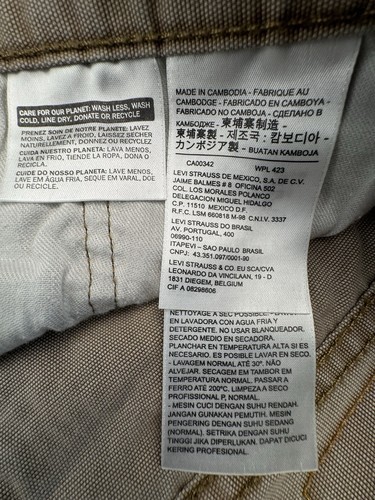 CARE FOR OUR PLANET: WASH LESS, WASH
COLD, LINE DRY, DONATE OR RECYCLE
PRENEZ SOIN DE NOTRE PLANETE: LAVEZ
MOINS, LAVEZ A FROID, LAISSEZ SECHER
NATURELLEMENT, DONNEZ OU RECYCLEZ
CUIDA NUESTRO PLANETA: LAVA MENOS,
LAVA EN FRIO, TIENDE LA ROPA, DONA O
RECICLA.
CUIDE DO NOSSO PLANETA: LAVE MENOS,
LAVE EM ÁGUA FRIA, SEQUE EM VARAL, DOE
OU RECICLE.
MADE IN CAMBODIA - FABRIQUE AU
CAMBODGE - FABRICADO EN CAMBOYA -
FABRICADO NO CAMBOJA - СДЕЛАНО В
КАМБОДЖЕ - 柬埔寨制造 -
柬埔寨製 - 제조국 : 캄보디아 -
カンボジア製 - BUATAN KAMBOJA
CA00342 WPL 423
LEVI STRAUSS DE MEXICO, S.A. DE C.V.
JAIME BALMES # 8 OFICINA 502
COL. LOS MORALES POLANCO
DELEGACION MIGUEL HIDALGO
C.P. 11510 MEXICO D.F.
R.F.C. LSM 660818 M-98 C.N.I.V. 3337
LEVI STRAUSS DO BRASIL
AV. PORTUGAL, 400
06690-110
ITAPEVI – SAO PAULO BRASIL
CNPJ: 43.351.097/0001-90
LEVI STRAUSS & CO. EU SCA/CVA
LEONARDO DA VINCILAAN, 19 - D
1831 DIEGEM, BELGIUM
CIF A 08298606
NETTOYAGE A SEC POSSIBLE.
EN LAVADORA CON AGUA FRIA Y
DETERGENTE. NO USAR BLANQUEADOR.
SECADO MEDIO EN SECADORA.
PLANCHAR EN TEMPERATURA ALTA SI ES
NECESARIO. ES POSIBLE LAVAR EN SECO.
- LAVAGEM NORMAL ATE 30°. NÃO
ALVEJAR. SECAGEM EM TAMBOR EM
TEMPERATURA NORMAL. PASSAR A
FERRO ATÉ 200ºC. LIMPEZA A SECO
PROFISSIONAL P, NORMAL.
- MESIN CUCI DENGAN SUHU RENDAH.
JANGAN GUNAKAN PEMUTIH. MESIN
PENGERING DENGAN SUHU SEDANG
(NORMAL). SETRIKA DENGAN SUHU
TINGGI JIKA DIPERLUKAN. DAPAT DICUCI
KERING PROFESIONAL.